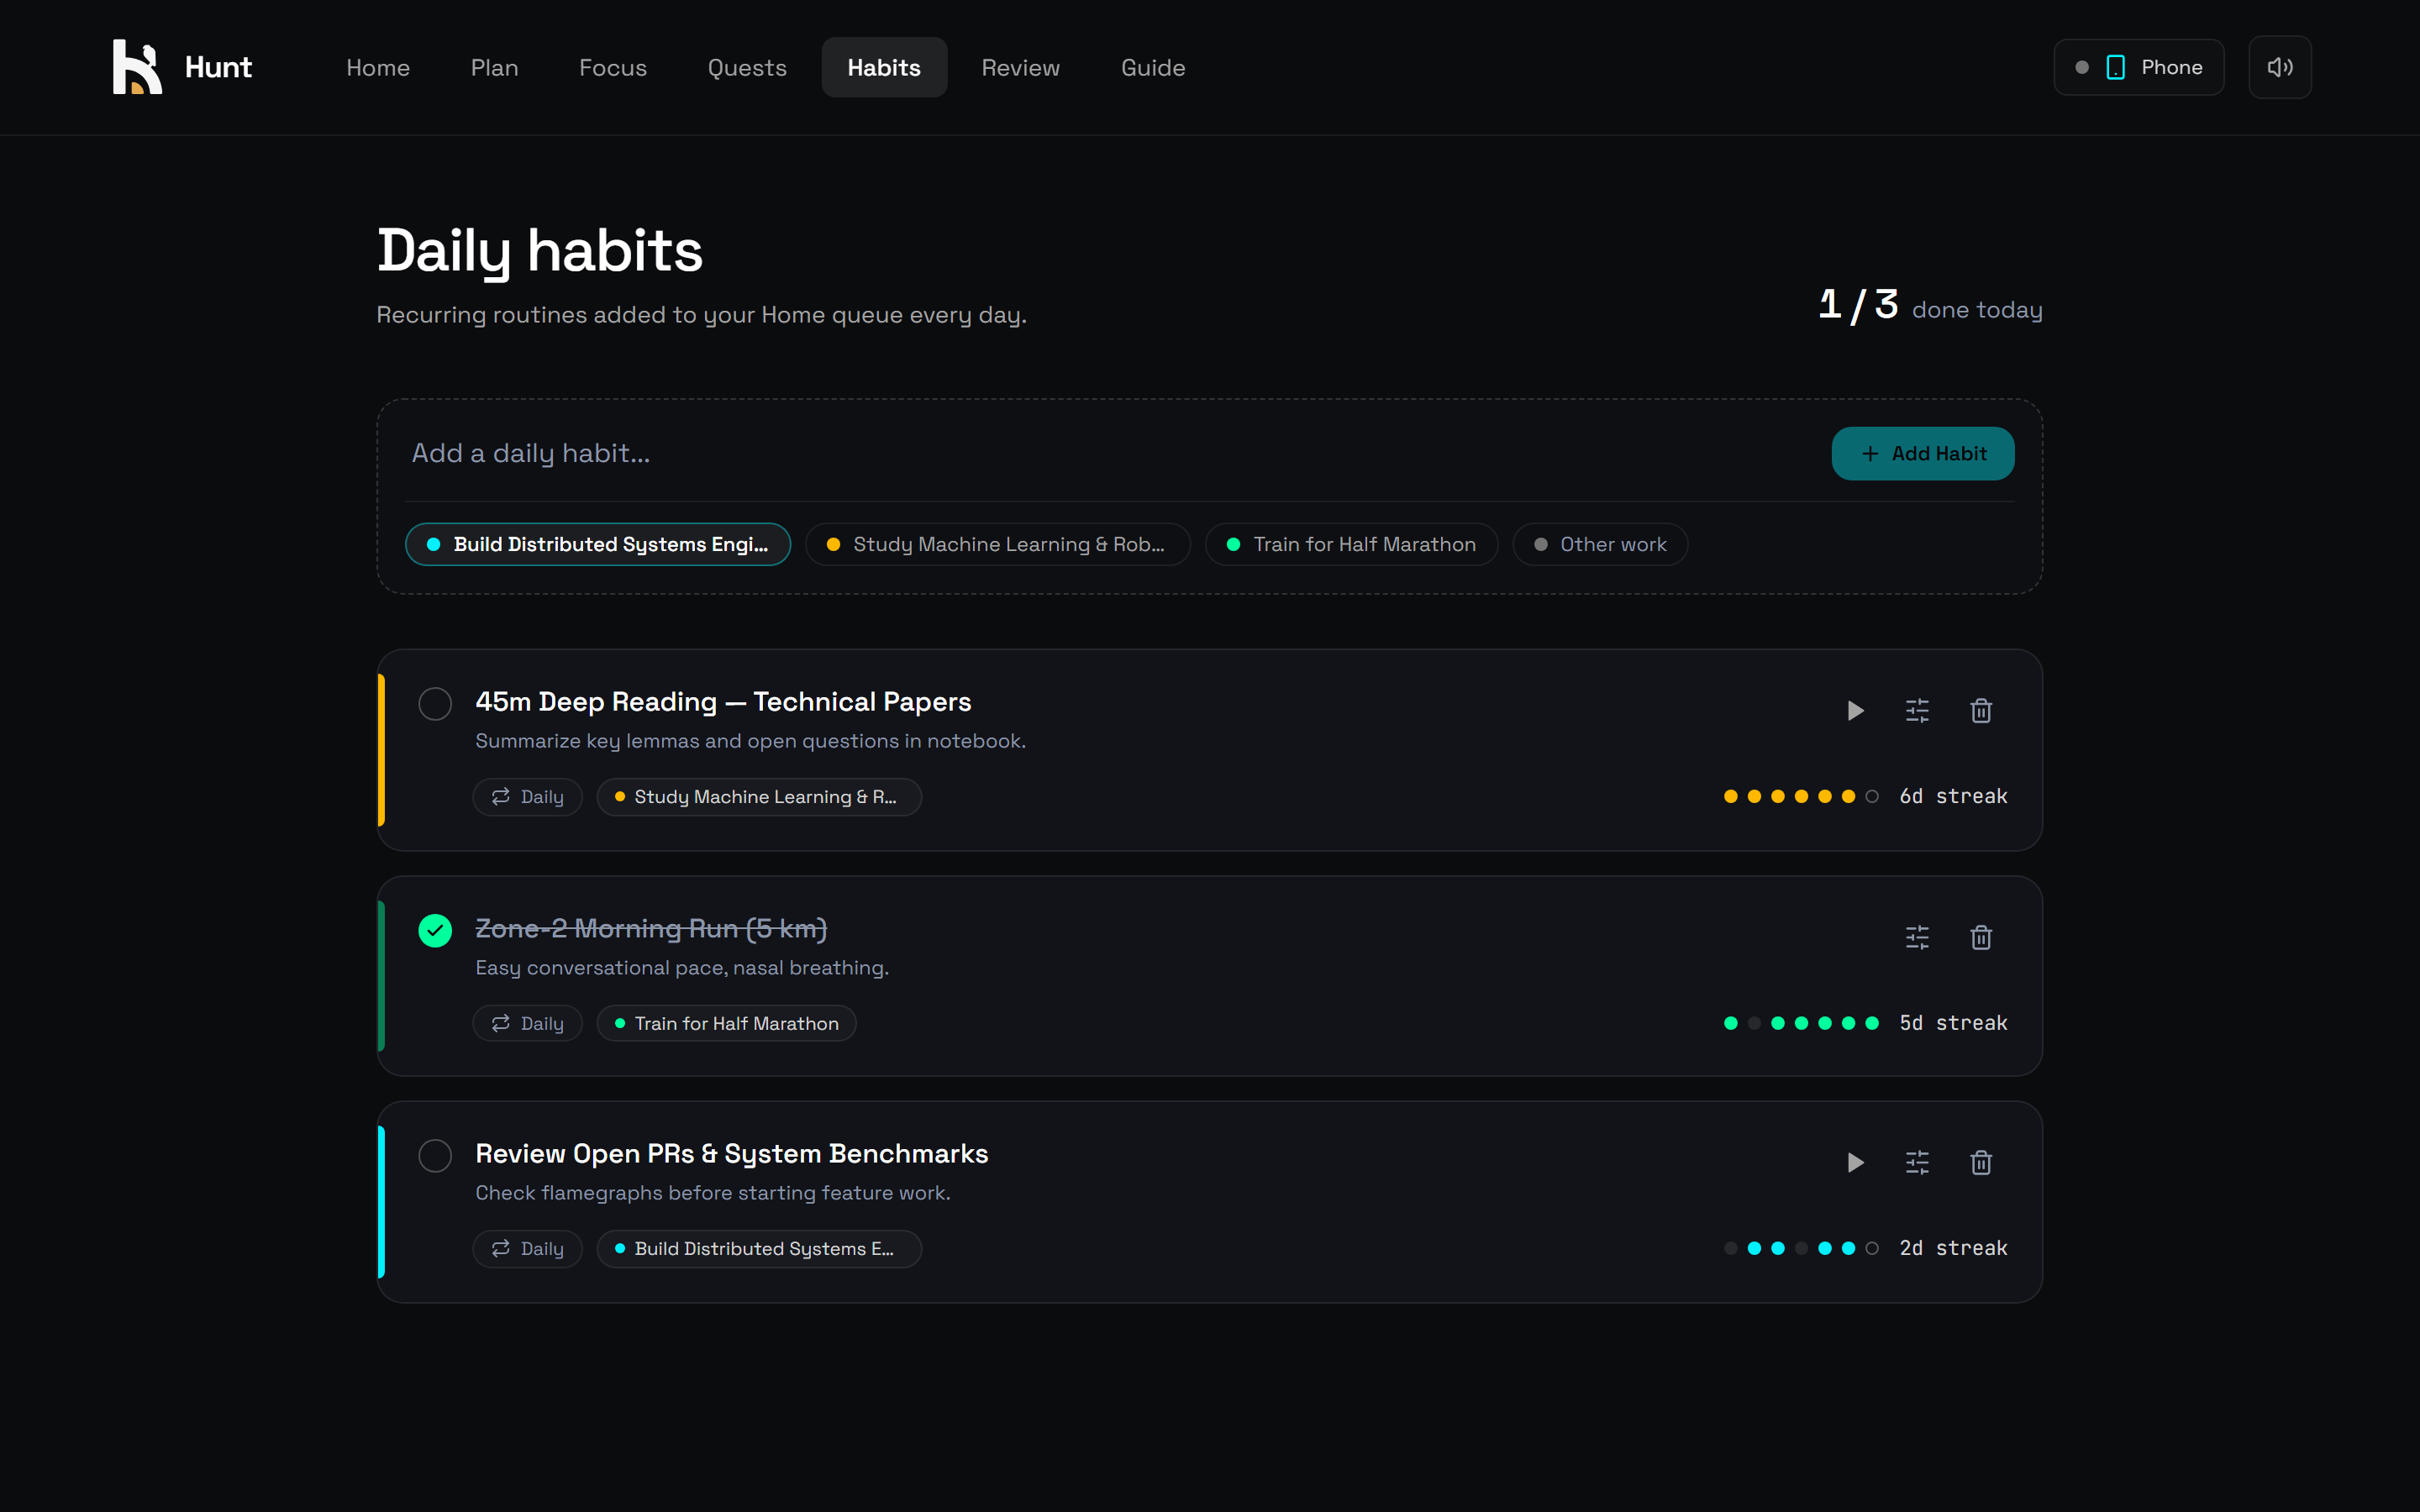 Hunt
Home Plan Focus Quests Habits Review Guide
Phone
Daily habits
Recurring routines added to your Home queue every day.
1/3 done today
Add a daily habit...
+ Add Habit
Build Distributed Systems Engi...
Study Machine Learning & Rob...
Train for Half Marathon
Other work
45m Deep Reading — Technical Papers
Summarize key lemmas and open questions in notebook.
Daily
Study Machine Learning & R...
6d streak
Zone-2 Morning Run (5 km)
Easy conversational pace, nasal breathing.
Daily
Train for Half Marathon
5d streak
Review Open PRs & System Benchmarks
Check flamegraphs before starting feature work.
Daily
Build Distributed Systems E...
2d streak